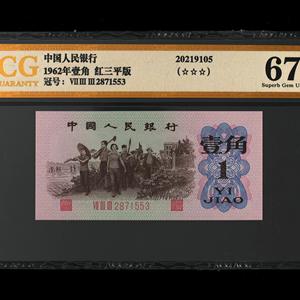 CG
GUARANTY
中国人民银行
1962年壹角 红三平版
冠号: Ⅶ Ⅲ Ⅲ 2871553
20219105
(☆☆☆)
67
Superb Gem U
中国人民银行
壹角
1
YI
JIAO
Ⅶ Ⅲ Ⅲ 2871553